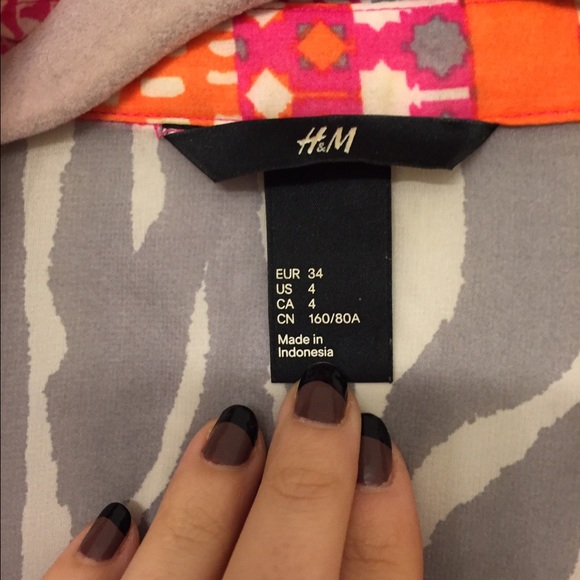 H&M
EUR 34
US 4
CA 4
CN 160/80A
Made in
Indonesia